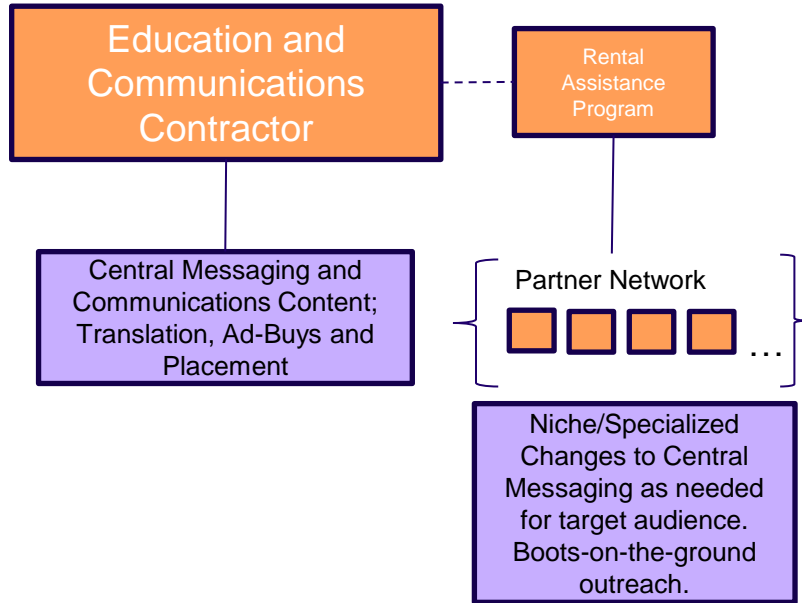 Education and
Communications
Contractor
Rental
Assistance
Program
Central Messaging and
Communications Content;
Translation, Ad-Buys and
Placement
Partner Network
...
Niche/Specialized
Changes to Central
Messaging as needed
for target audience.
Boots-on-the-ground
outreach.